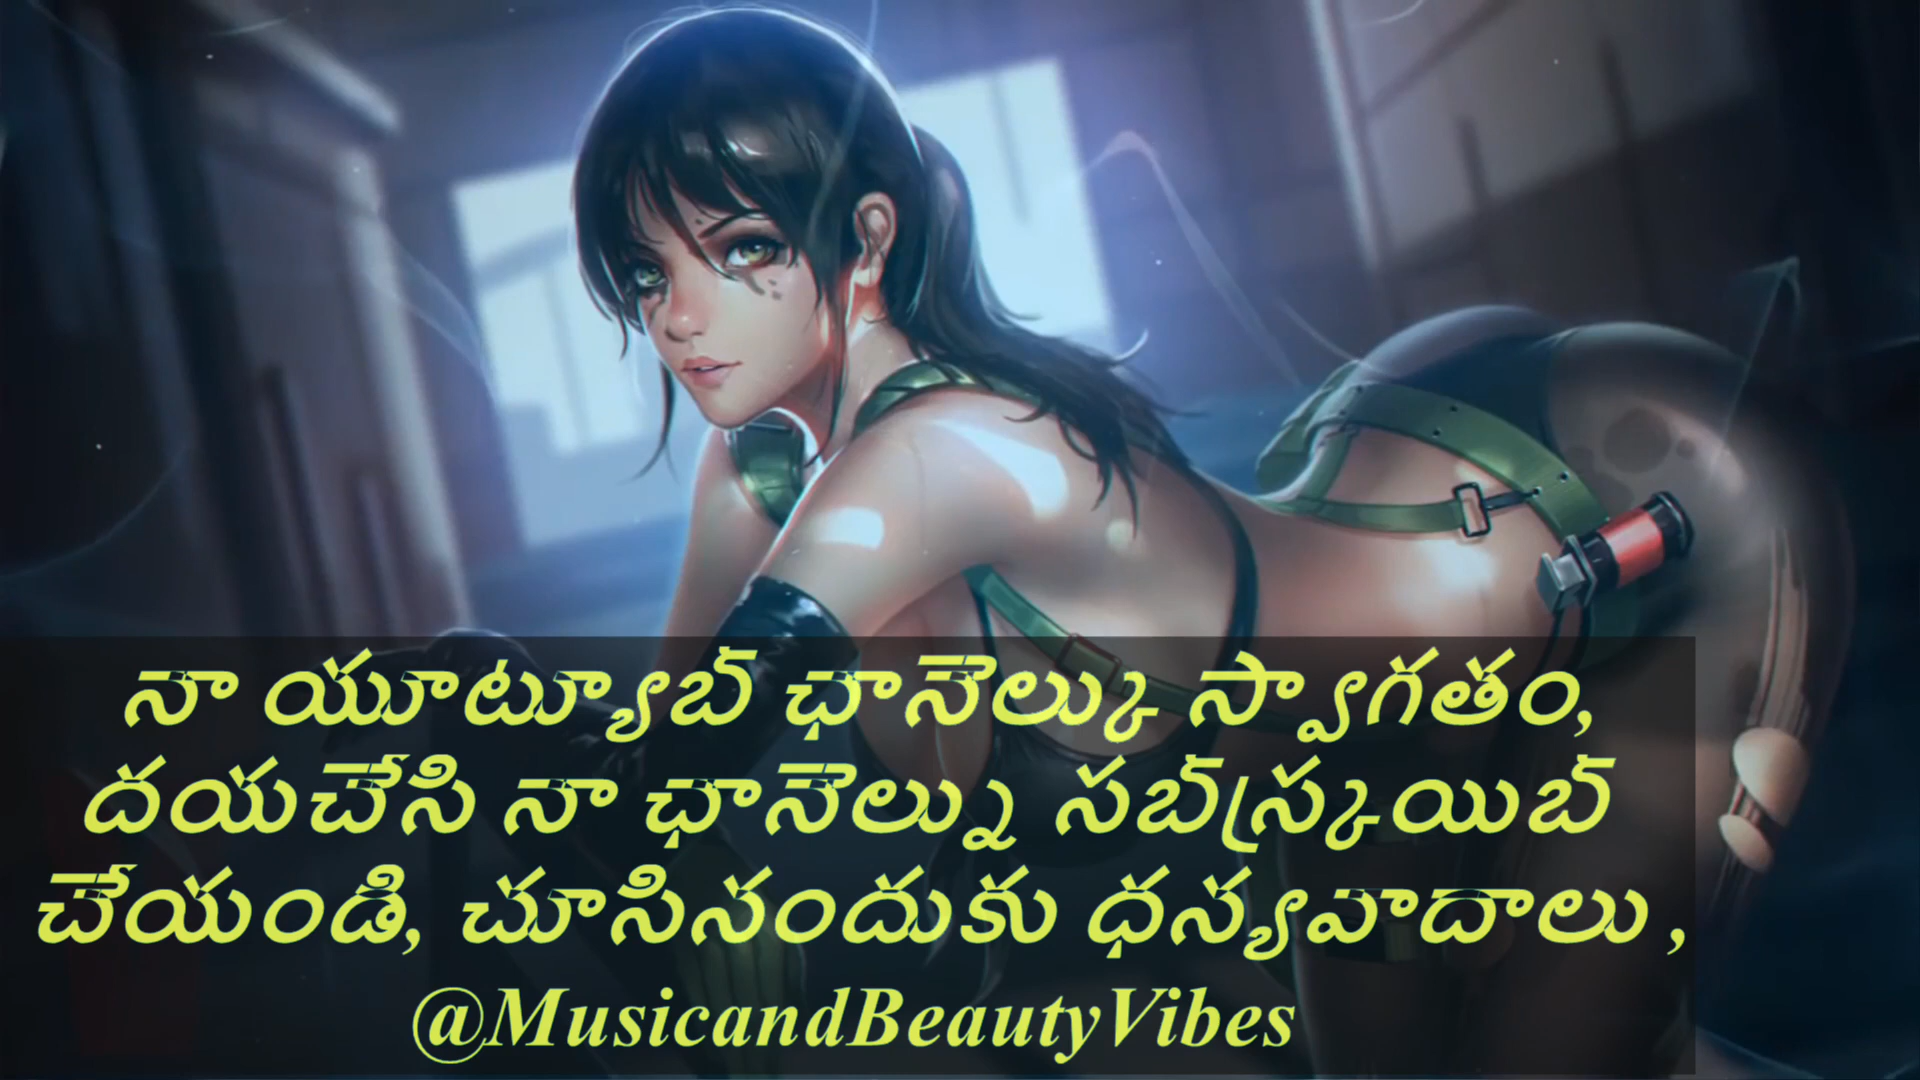 నా యూట్యూబ్ ఛానెల్కు స్వాగతం,
దయచేసి నా ఛానెల్ను సబ్స్క్రయిబ్
చేయండి, చూసినందుకు ధన్యవాదాలు ,
@MusicandBeautyVibes